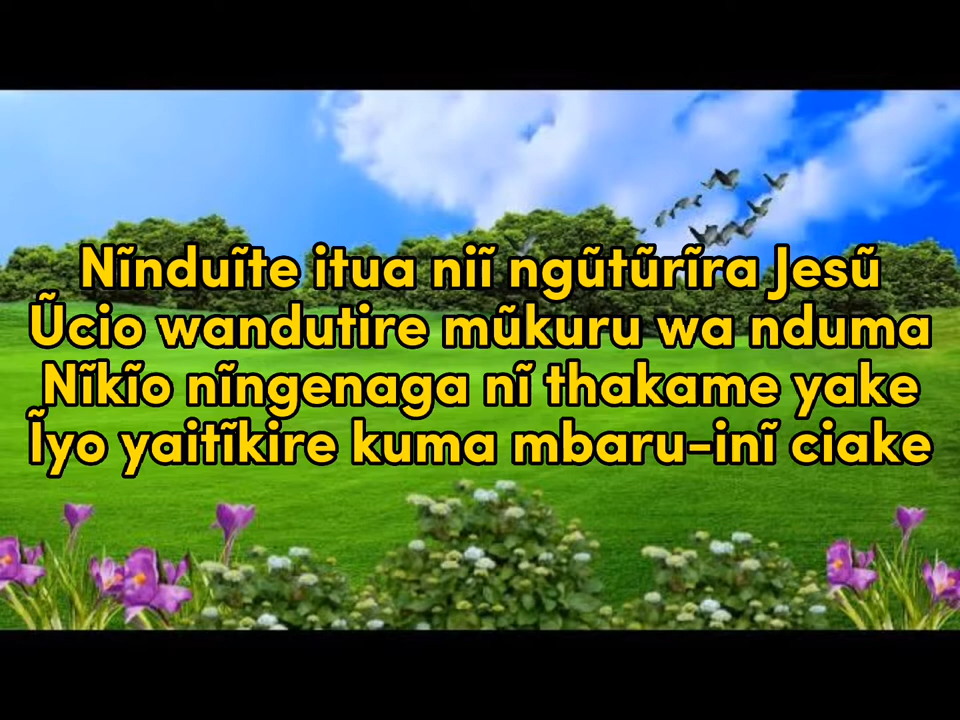 Nĩnduĩte itua niĩ ngũtũrĩra Jesũ
Ũcio wandutire mũkuru wa nduma
Nĩkĩo nĩngenaga nĩ thakame yake
Ĩyo yaitĩkire kuma mbaru-inĩ ciake